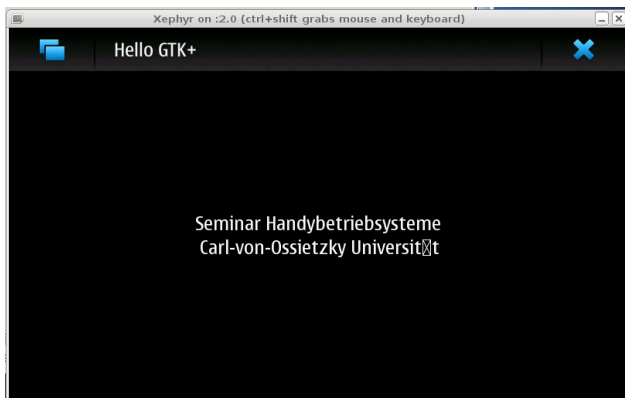 Xephyr on :2.0 (ctrl+shift grabs mouse and keyboard)
Hello GTK+
Seminar Handybetriebsysteme
Carl-von-Ossietzky Universit□t